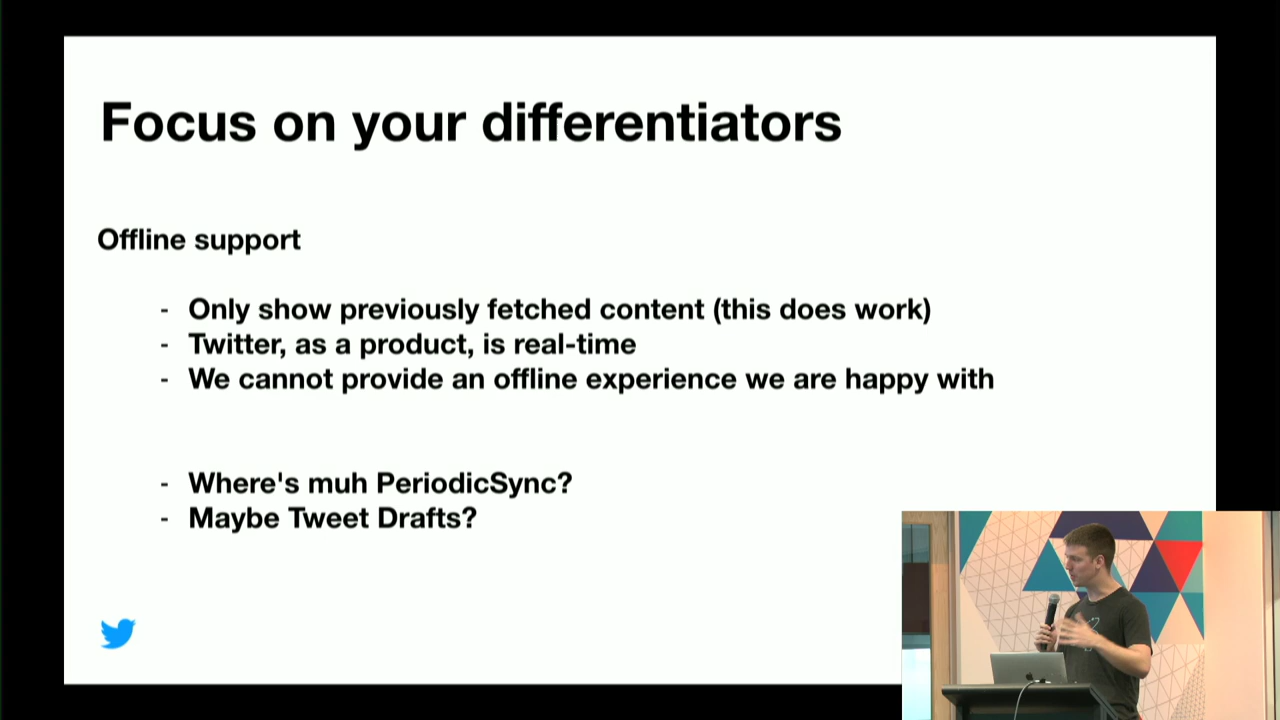 Focus on your differentiators
Offline support
- Only show previously fetched content (this does work)
- Twitter, as a product, is real-time
- We cannot provide an offline experience we are happy with
- Where's muh PeriodicSync?
- Maybe Tweet Drafts?